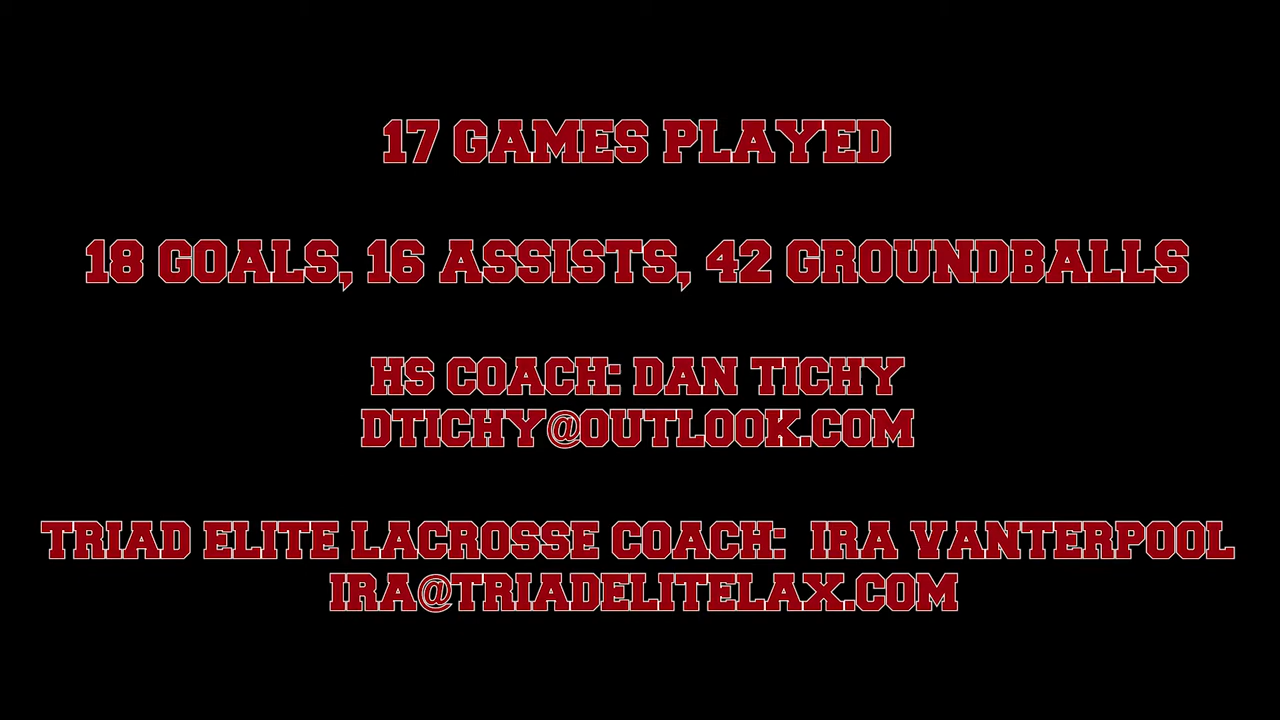 17 GAMES PLAYED
18 GOALS, 16 ASSISTS, 42 GROUNDBALLS
HS COACH: DAN TICHY
DTICHY@OUTLOOK.COM
TRIAD ELITE LACROSSE COACH: IRA VANTERPOOL
IRA@TRIADELITELAX.COM